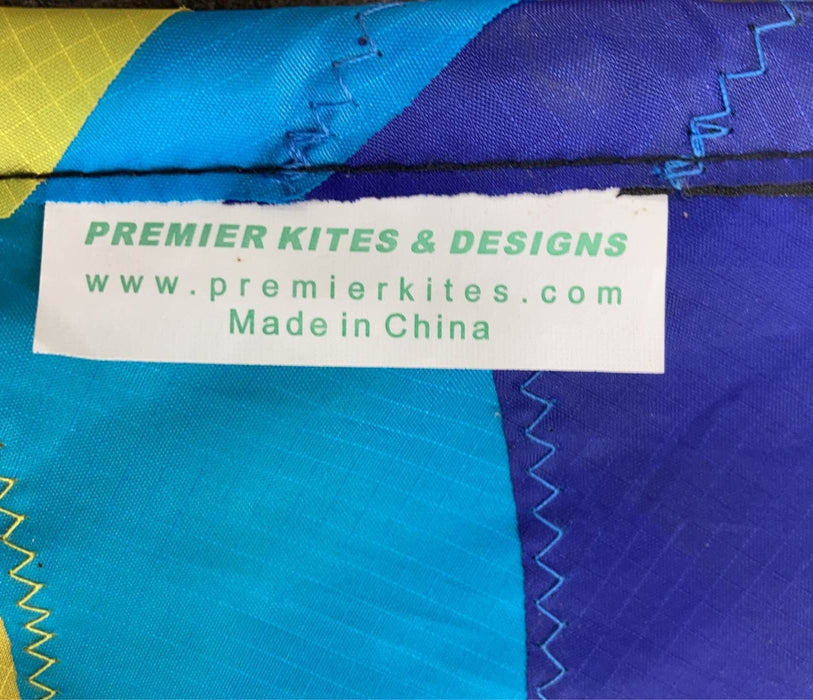 PREMIER KITES & DESIGNS
www.premierkites.com
Made in China